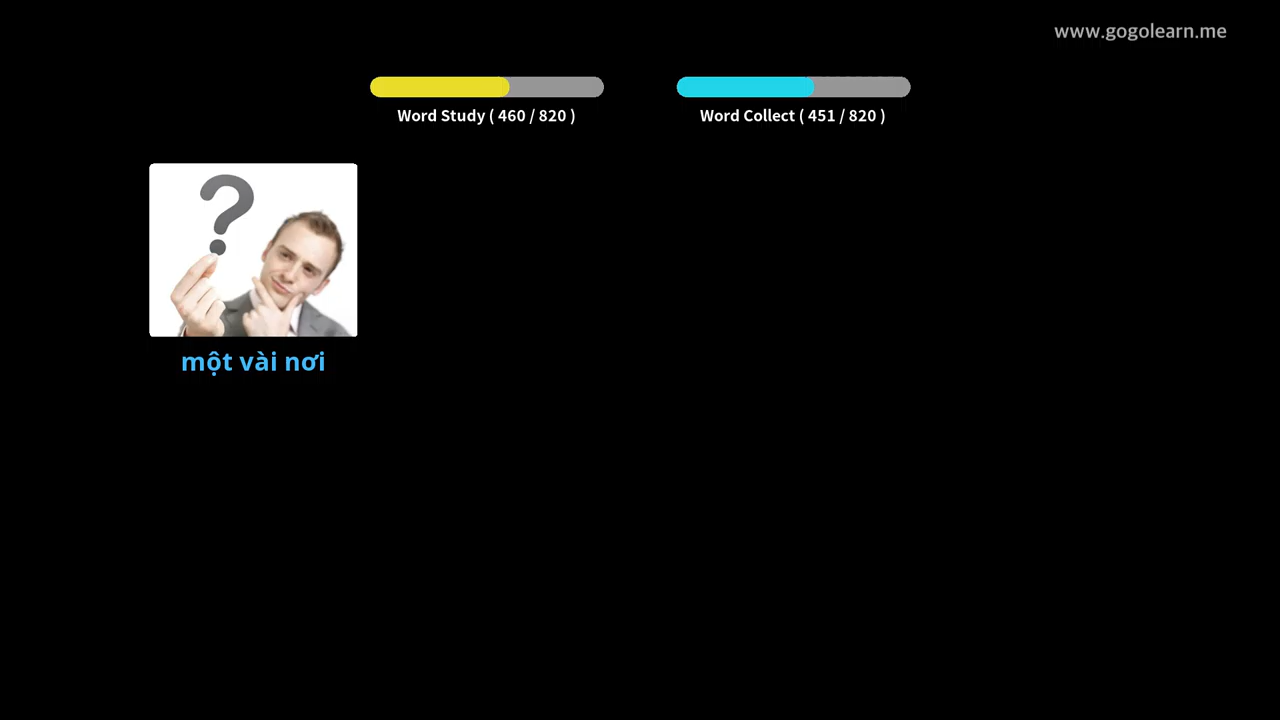 www.gogolearn.me
Word Study ( 460 / 820 )
Word Collect ( 451 / 820 )
?
một vài nơi